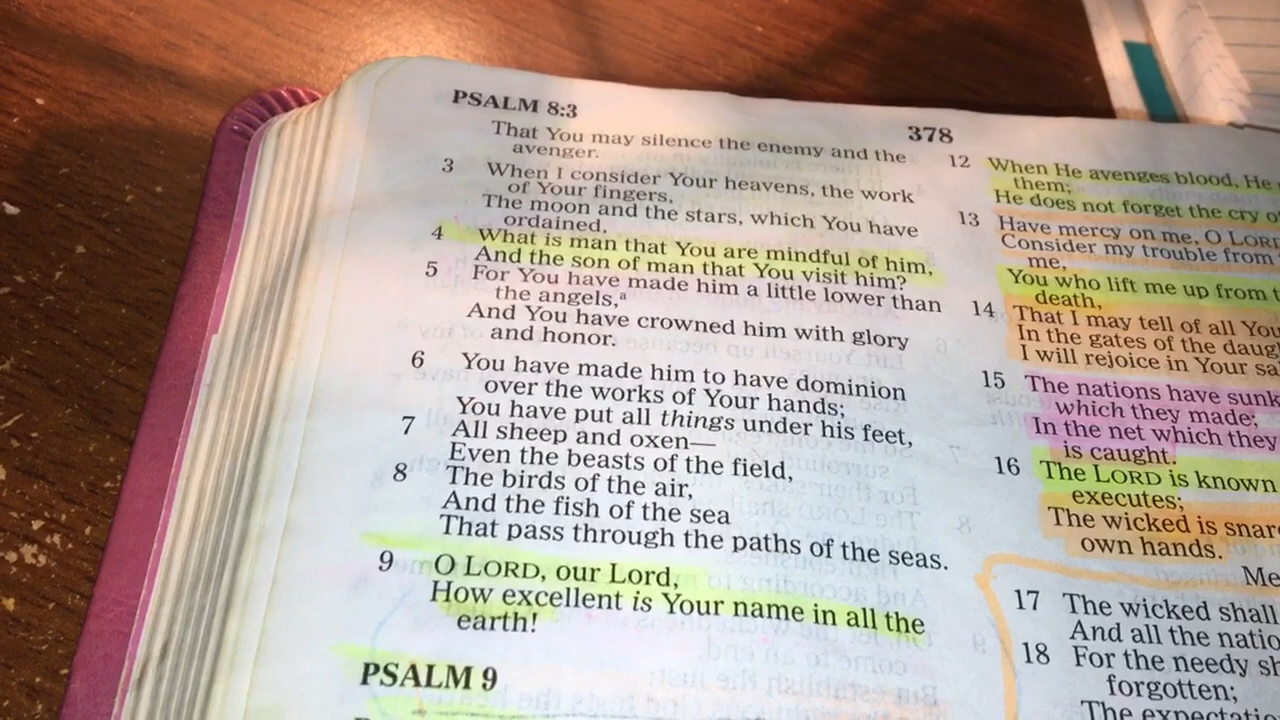 PSALM 8:3
378
That You may silence the enemy and the
avenger.
3 When I consider Your heavens, the work
of Your fingers,
The moon and the stars, which You have
ordained,
4 What is man that You are mindful of him,
And the son of man that You visit him?
5 For You have made him a little lower than
the angels,a
And You have crowned him with glory
and honor.
6 You have made him to have dominion
over the works of Your hands;
You have put all things under his feet,
7 All sheep and oxen—
Even the beasts of the field,
8 The birds of the air,
And the fish of the sea
That pass through the paths of the seas.
9 O LORD, our Lord,
How excellent is Your name in all the
earth!
PSALM 9
12 When He avenges blood, He
them;
He does not forget the cry of
13 Have mercy on me, O LORD
Consider my trouble from
me,
You who lift me up from
death,
14 That I may tell of all
In the gates of the
I will rejoice in Your
15 The nations have sunk
which they made;
In the net which they
is caught.
16 The LORD is known
executes;
The wicked is
own hands.
17 The wicked shall
And all the
18 For the needy
forgotten;
The